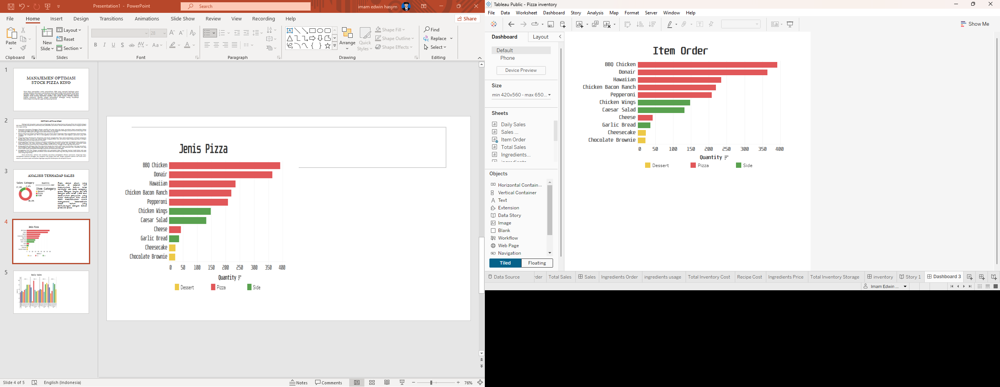 Presentation1 - PowerPoint
Search
imam edwin hasym
File Home Insert Design Transitions Animations Slide Show Review View Recording Help
Share
Paste
Clipboard
New Slide
Layout
Reset
Section
Slides
28
Font
Paragraph
Arrange
Quick Styles
Shape Fill
Shape Outline
Shape Effects
Drawing
Find
Replace
Select
Editing
1
MANAJEMEN OPTIMASI
STOCK PIZZA KING
2
3
ANALISIS TERHADAP SALES
Sales Category
17,34%
2,47%
80,19%
Quantity
Item Category
Dessert
Pizza
Side
4
Jenis Pizza
5
Daily Sales
Jenis Pizza
BBQ Chicken
Donair
Hawaiian
Chicken Bacon Ranch
Pepperoni
Chicken Wings
Caesar Salad
Cheese
Garlic Bread
Cheesecake
Chocolate Brownie
0 50 100 150 200 250 300 350 400
Quantity
Dessert Pizza Side
Slide 4 of 5
English (Indonesia)
Notes
Comments
76%
Tableau Public - Pizza inventory
File Data Worksheet Dashboard Story Analysis Map Format Server Window Help
Show Me
Dashboard Layout
Default
Phone
Device Preview
Size
min 420x560 - max 650...
Sheets
Daily Sales
Sales ...
Item Order
Total Sales
Ingredients...
Objects
Horizontal Contain...
Vertical Container
Text
Extension
Data Story
Image
Blank
Workflow
Web Page
Navigation
Tiled Floating
Item Order
BBQ Chicken
Donair
Hawaiian
Chicken Bacon Ranch
Pepperoni
Chicken Wings
Caesar Salad
Cheese
Garlic Bread
Cheesecake
Chocolate Brownie
0 50 100 150 200 250 300 350 400
Quantity
Dessert Pizza Side
Data Source rder Total Sales Sales Ingredients Order ingredients usage Total Inventory Cost Recipe Cost Ingredients Price Total Inventory Storage inventory Story 1 Dashboard 3
Imam Edwin ...